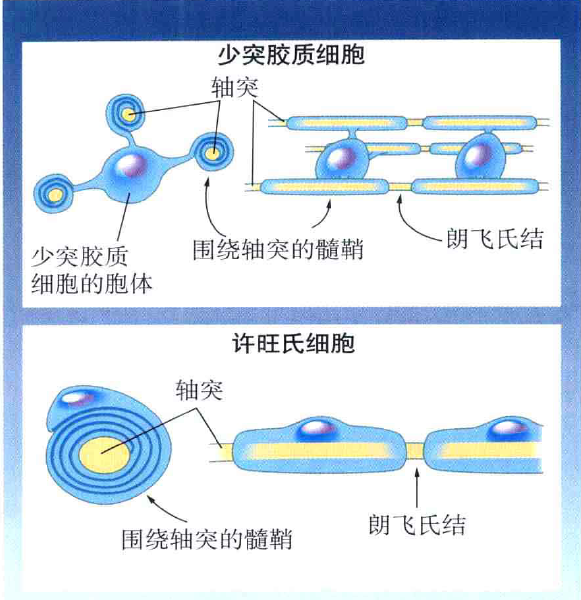 少突胶质细胞
轴突
围绕轴突的髓鞘
朗飞氏结
少突胶质
细胞的胞体
许旺氏细胞
轴突
围绕轴突的髓鞘
朗飞氏结